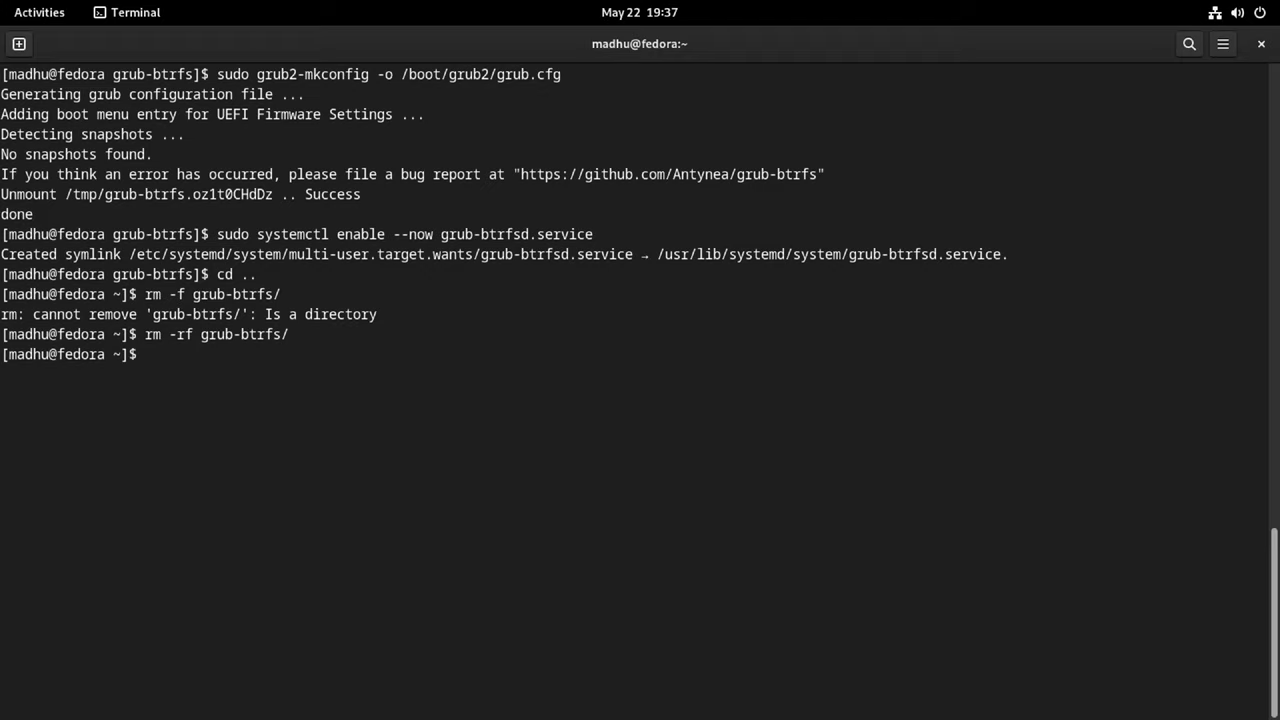 Activities Terminal May 22 19:37
madhu@fedora:~
[madhu@fedora grub-btrfs]$ sudo grub2-mkconfig -o /boot/grub2/grub.cfg
Generating grub configuration file ...
Adding boot menu entry for UEFI Firmware Settings ...
Detecting snapshots ...
No snapshots found.
If you think an error has occurred, please file a bug report at "https://github.com/Antynea/grub-btrfs"
Unmount /tmp/grub-btrfs.oz1t0CHdDz .. Success
done
[madhu@fedora grub-btrfs]$ sudo systemctl enable --now grub-btrfsd.service
Created symlink /etc/systemd/system/multi-user.target.wants/grub-btrfsd.service → /usr/lib/systemd/system/grub-btrfsd.service.
[madhu@fedora grub-btrfs]$ cd ..
[madhu@fedora ~]$ rm -f grub-btrfs/
rm: cannot remove 'grub-btrfs/': Is a directory
[madhu@fedora ~]$ rm -rf grub-btrfs/
[madhu@fedora ~]$